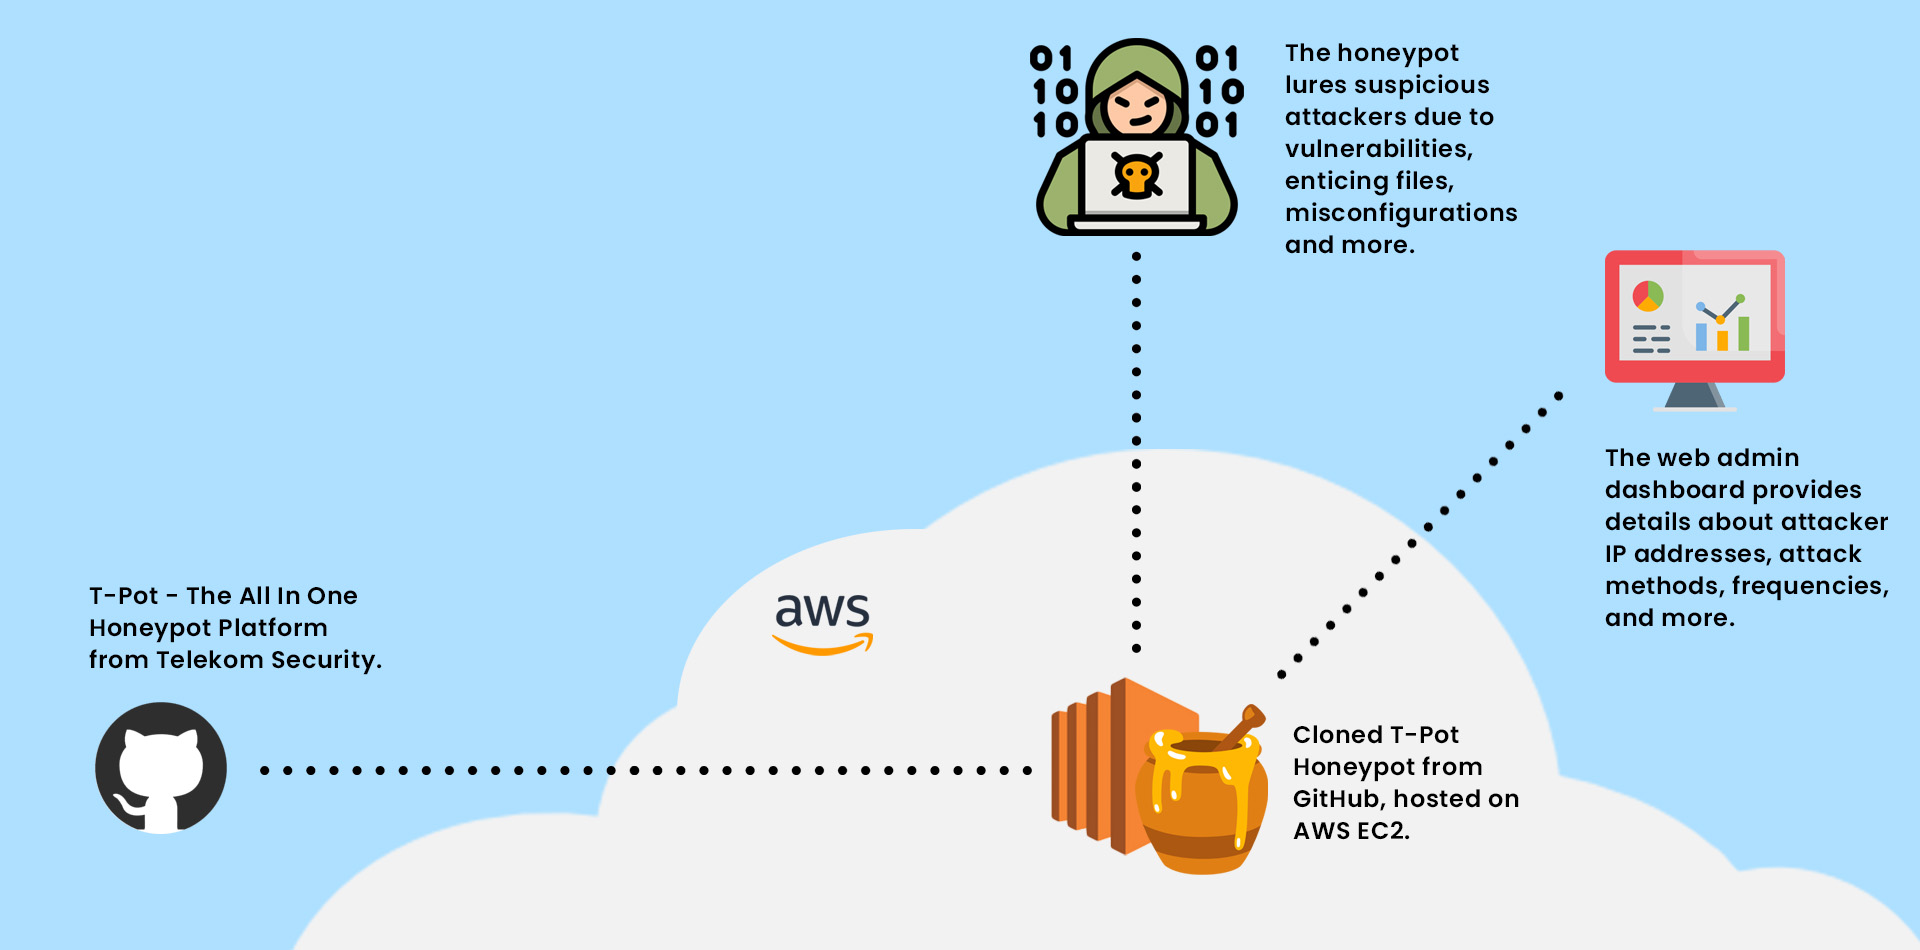 01 01
10 10
10 01
The honeypot
lures suspicious
attackers due to
vulnerabilities,
enticing files,
misconfigurations
and more.
The web admin
dashboard provides
details about attacker
IP addresses, attack
methods, frequencies,
and more.
T-Pot - The All In One
Honeypot Platform
from Telekom Security.
aws
Cloned T-Pot
Honeypot from
GitHub, hosted on
AWS EC2.